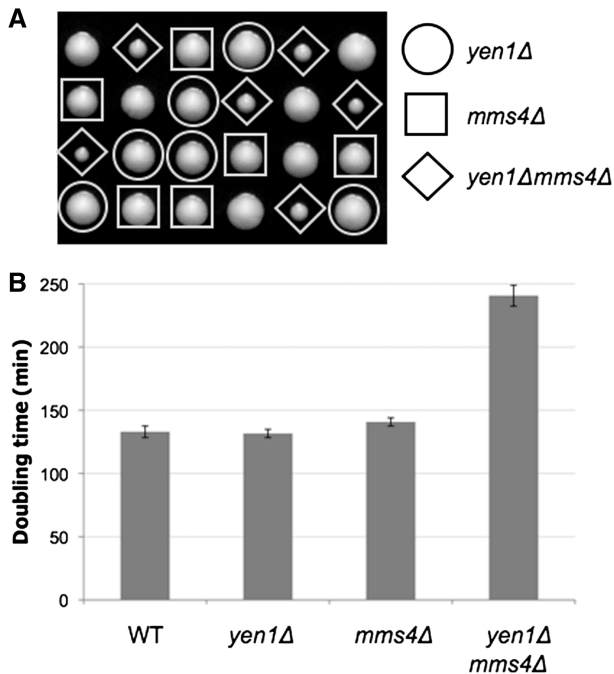 A
yen1Δ
mms4Δ
yen1Δmms4Δ
B
Doubling time (min)
250
200
150
100
50
0
WT
yen1Δ
mms4Δ
yen1Δ
mms4Δ